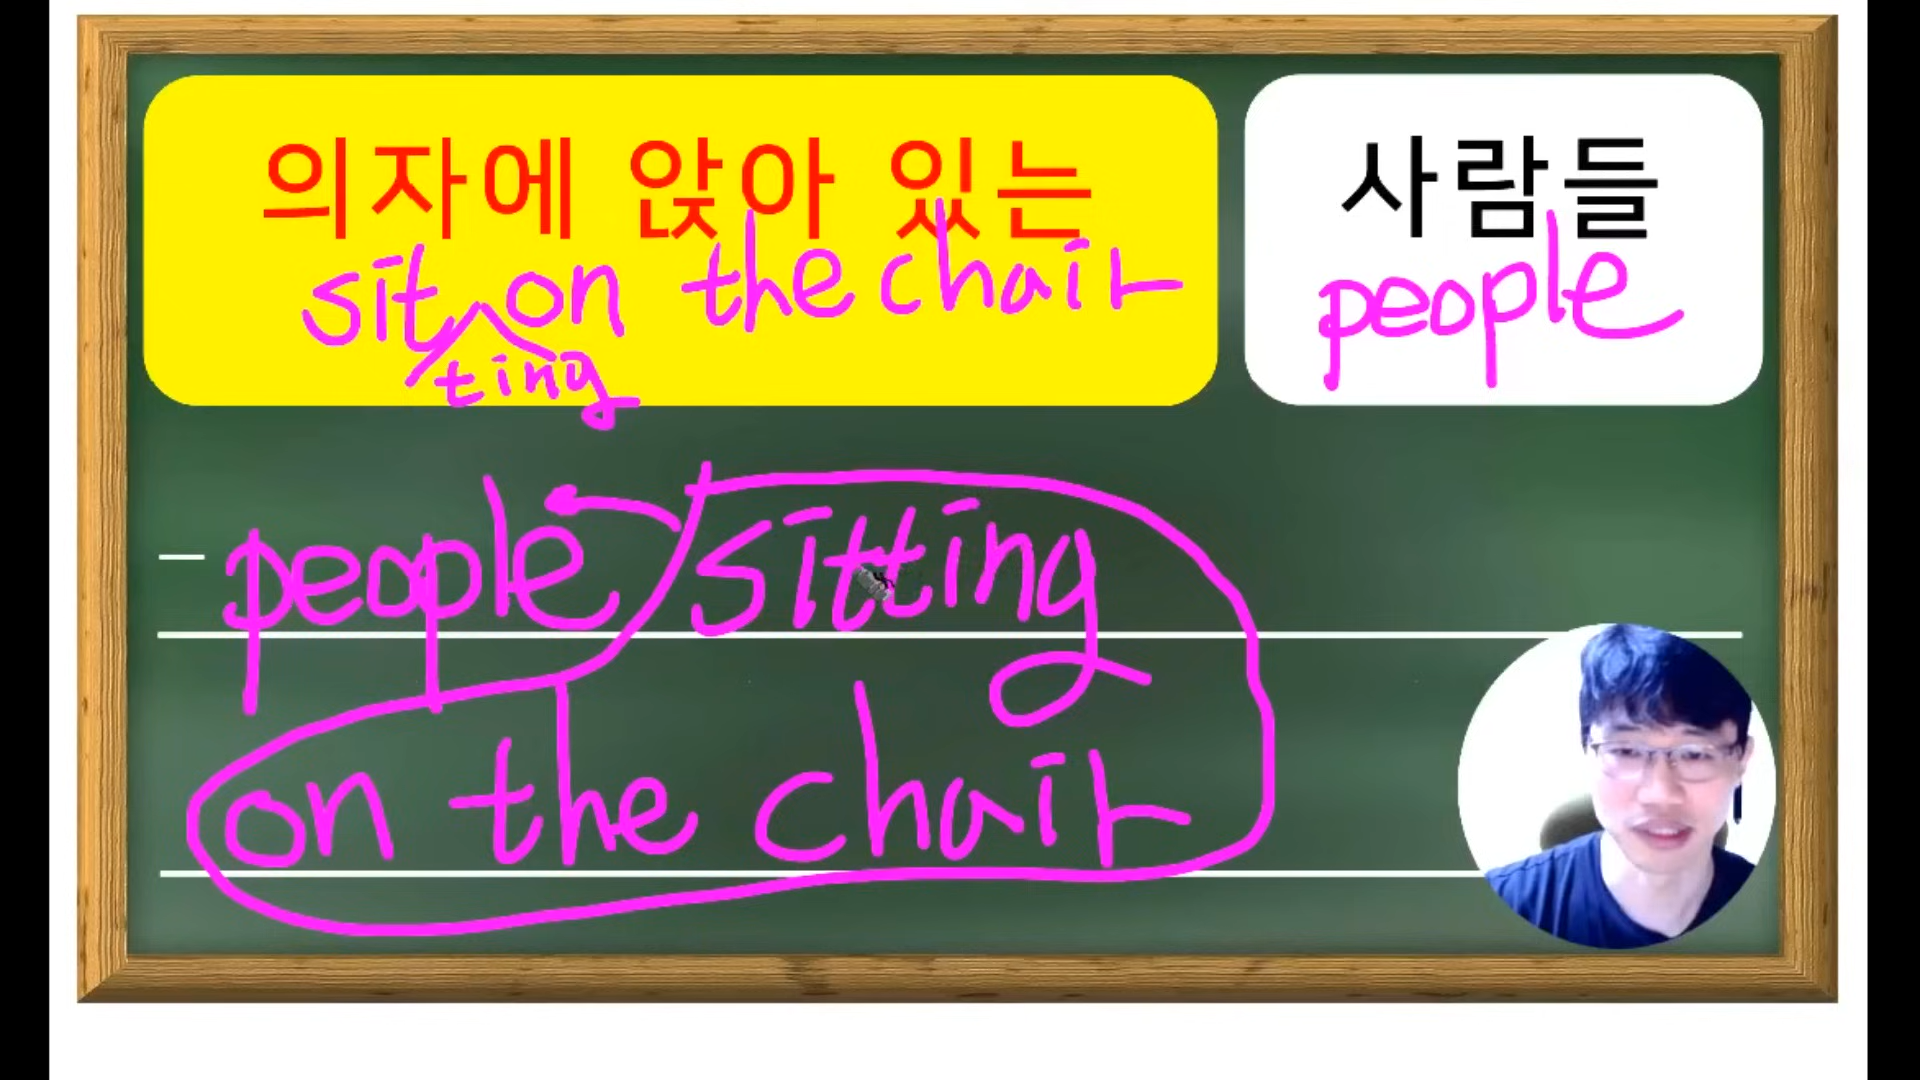 의자에 앉아 있는
사람들
sit on the chair
ting
people
people sitting
on the chair